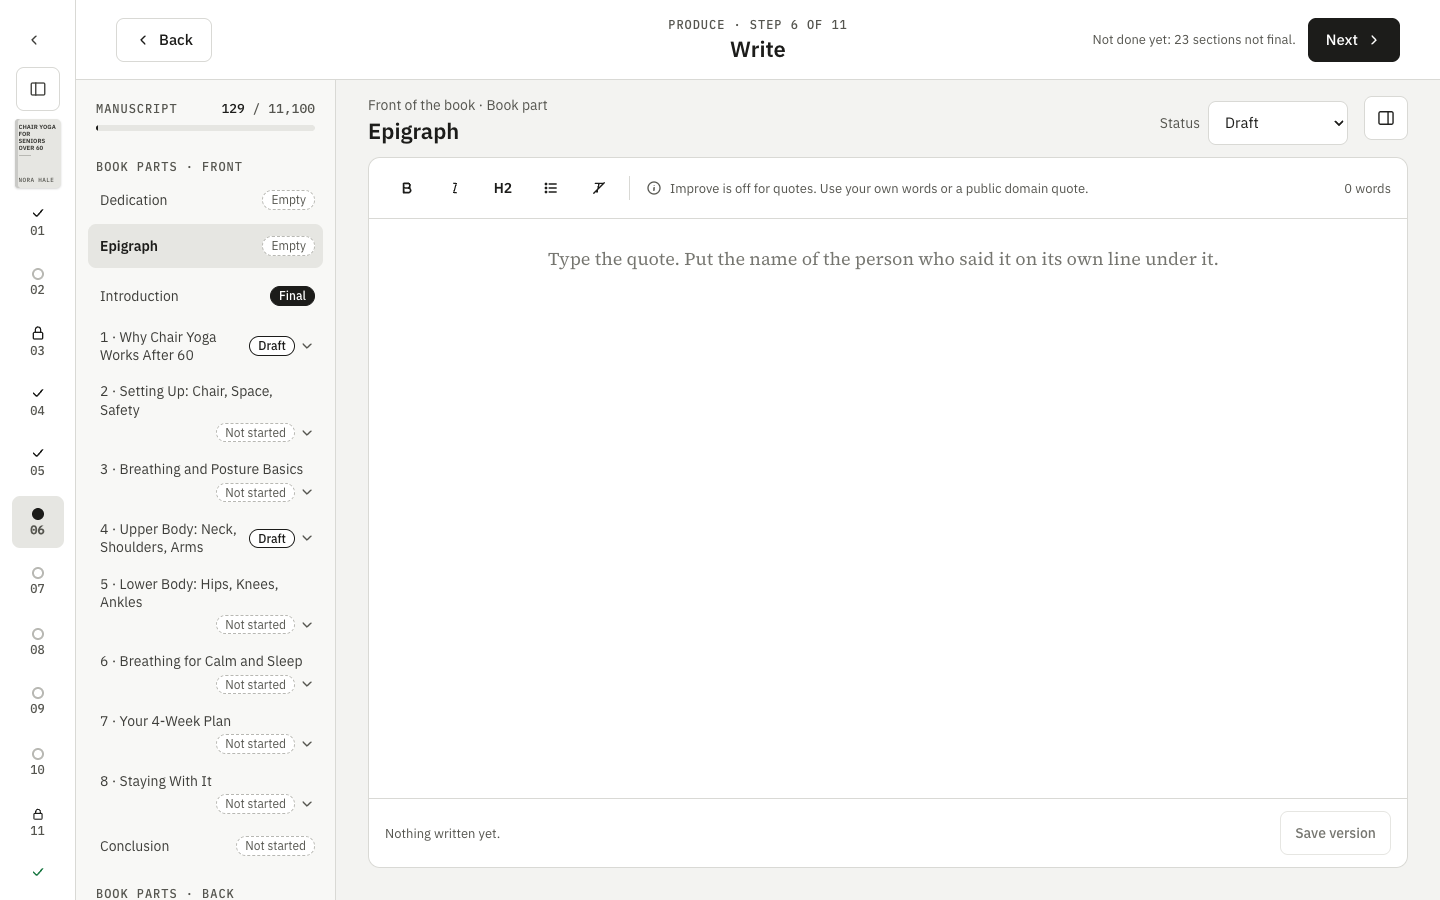 Back
PRODUCE · STEP 6 OF 11
Write
Not done yet: 23 sections not final.
Next
CHAIR YOGA
FOR
SENIORS
OVER 60
NORA HALE
01
02
03
04
05
06
07
08
09
10
11
MANUSCRIPT 129 / 11,100
BOOK PARTS · FRONT
Dedication Empty
Epigraph Empty
Introduction Final
1 · Why Chair Yoga
Works After 60
Draft
2 · Setting Up: Chair, Space,
Safety
Not started
3 · Breathing and Posture Basics
Not started
4 · Upper Body: Neck,
Shoulders, Arms
Draft
5 · Lower Body: Hips, Knees,
Ankles
Not started
6 · Breathing for Calm and Sleep
Not started
7 · Your 4-Week Plan
Not started
8 · Staying With It
Not started
Conclusion Not started
BOOK PARTS · BACK
Front of the book · Book part
Epigraph
Status Draft
B I H2 T Improve is off for quotes. Use your own words or a public domain quote. 0 words
Type the quote. Put the name of the person who said it on its own line under it.
Nothing written yet.
Save version